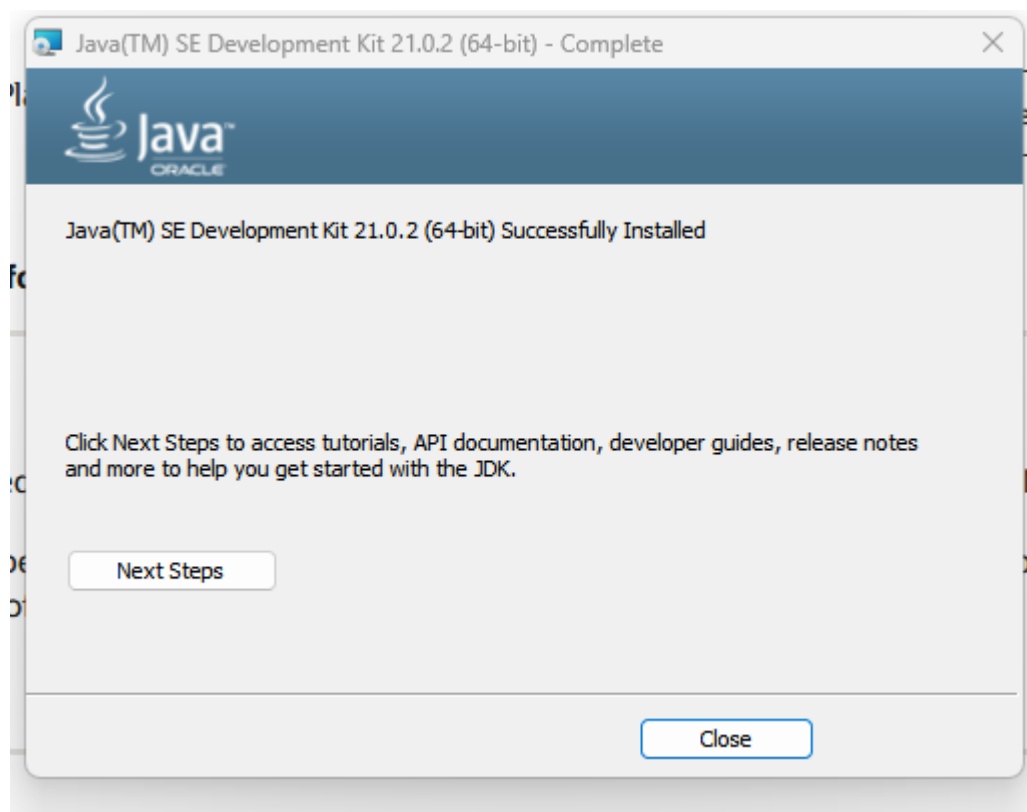 Java(TM) SE Development Kit 21.0.2 (64-bit) - Complete
Java™
ORACLE
Java(TM) SE Development Kit 21.0.2 (64-bit) Successfully Installed
Click Next Steps to access tutorials, API documentation, developer guides, release notes
and more to help you get started with the JDK.
Next Steps
Close